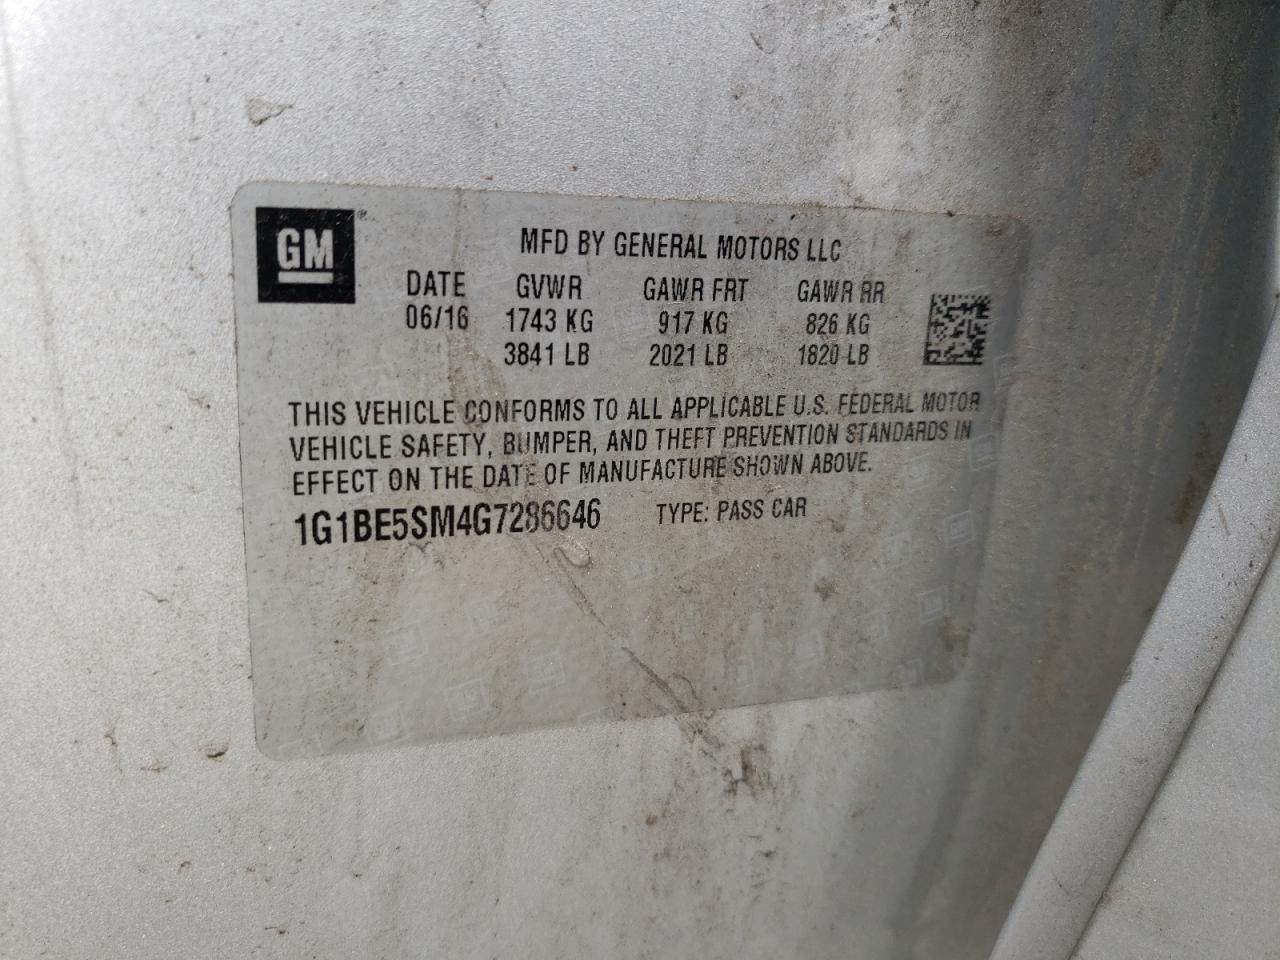 GM
MFD BY GENERAL MOTORS LLC
DATE GVWR GAWR FRT GAWR RR
06/16 1743 KG 917 KG 826 KG
3841 LB 2021 LB 1820 LB
THIS VEHICLE CONFORMS TO ALL APPLICABLE U.S. FEDERAL MOTOR
VEHICLE SAFETY, BUMPER, AND THEFT PREVENTION STANDARDS IN
EFFECT ON THE DATE OF MANUFACTURE SHOWN ABOVE.
1G1BE5SM4G7286646 TYPE: PASS CAR